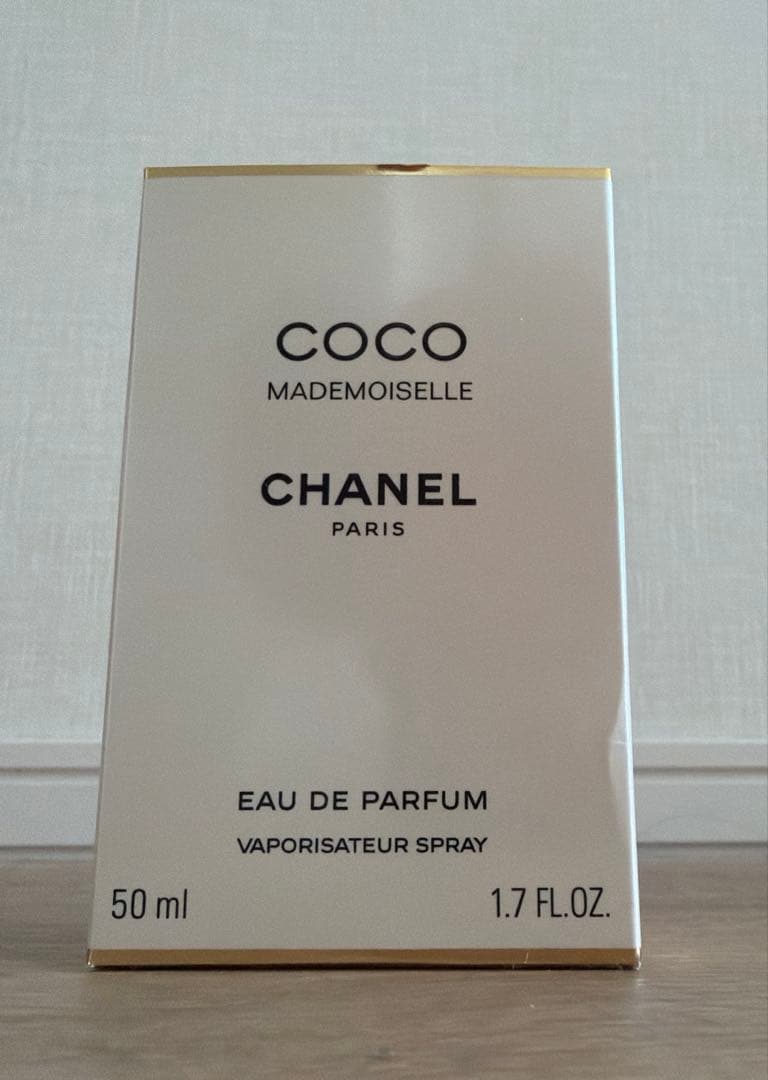 COCO
MADEMOISELLE
CHANEL
PARIS
EAU DE PARFUM
VAPORISATEUR SPRAY
50 ml 1.7 FL.OZ.